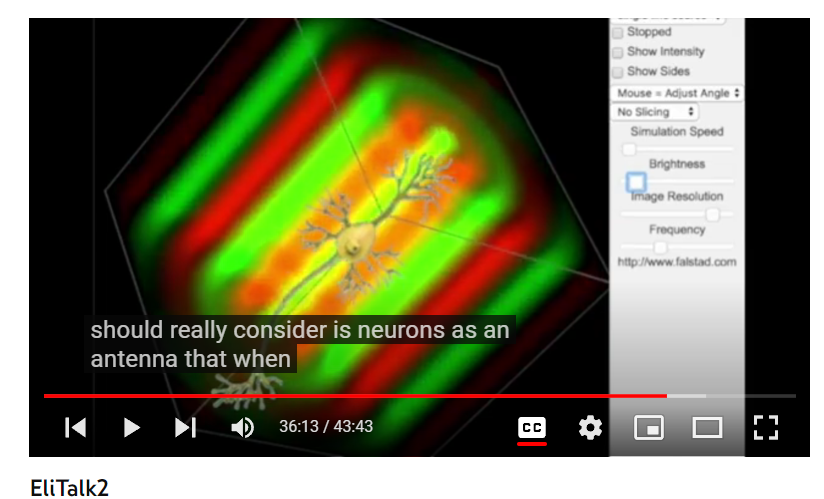 Stopped
Show Intensity
Show Sides
Mouse = Adjust Angle
No Slicing
Simulation Speed
Brightness
Image Resolution
Frequency
http://www.falstad.com
should really consider is neurons as an
antenna that when
36:13 / 43:43
CC
EliTalk2